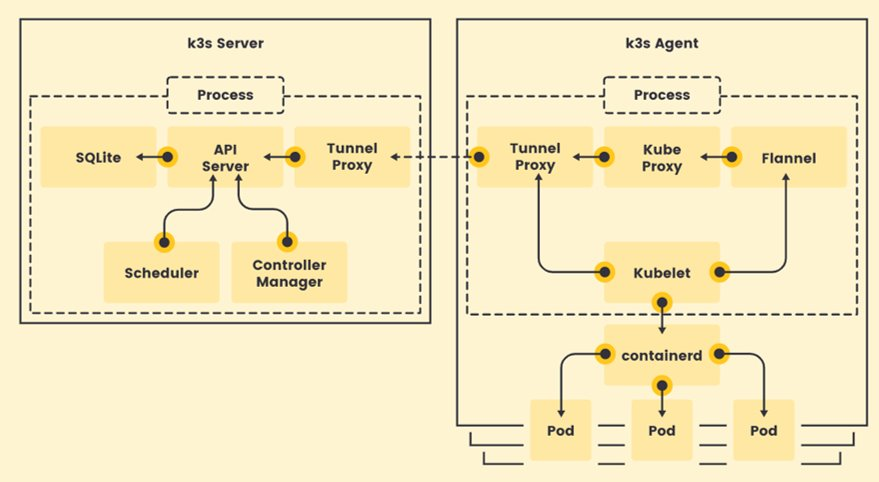 k3s Server
Process
SQLite
API
Server
Tunnel
Proxy
Scheduler
Controller
Manager
k3s Agent
Process
Tunnel
Proxy
Kube
Proxy
Flannel
Kubelet
containerd
Pod
Pod
Pod